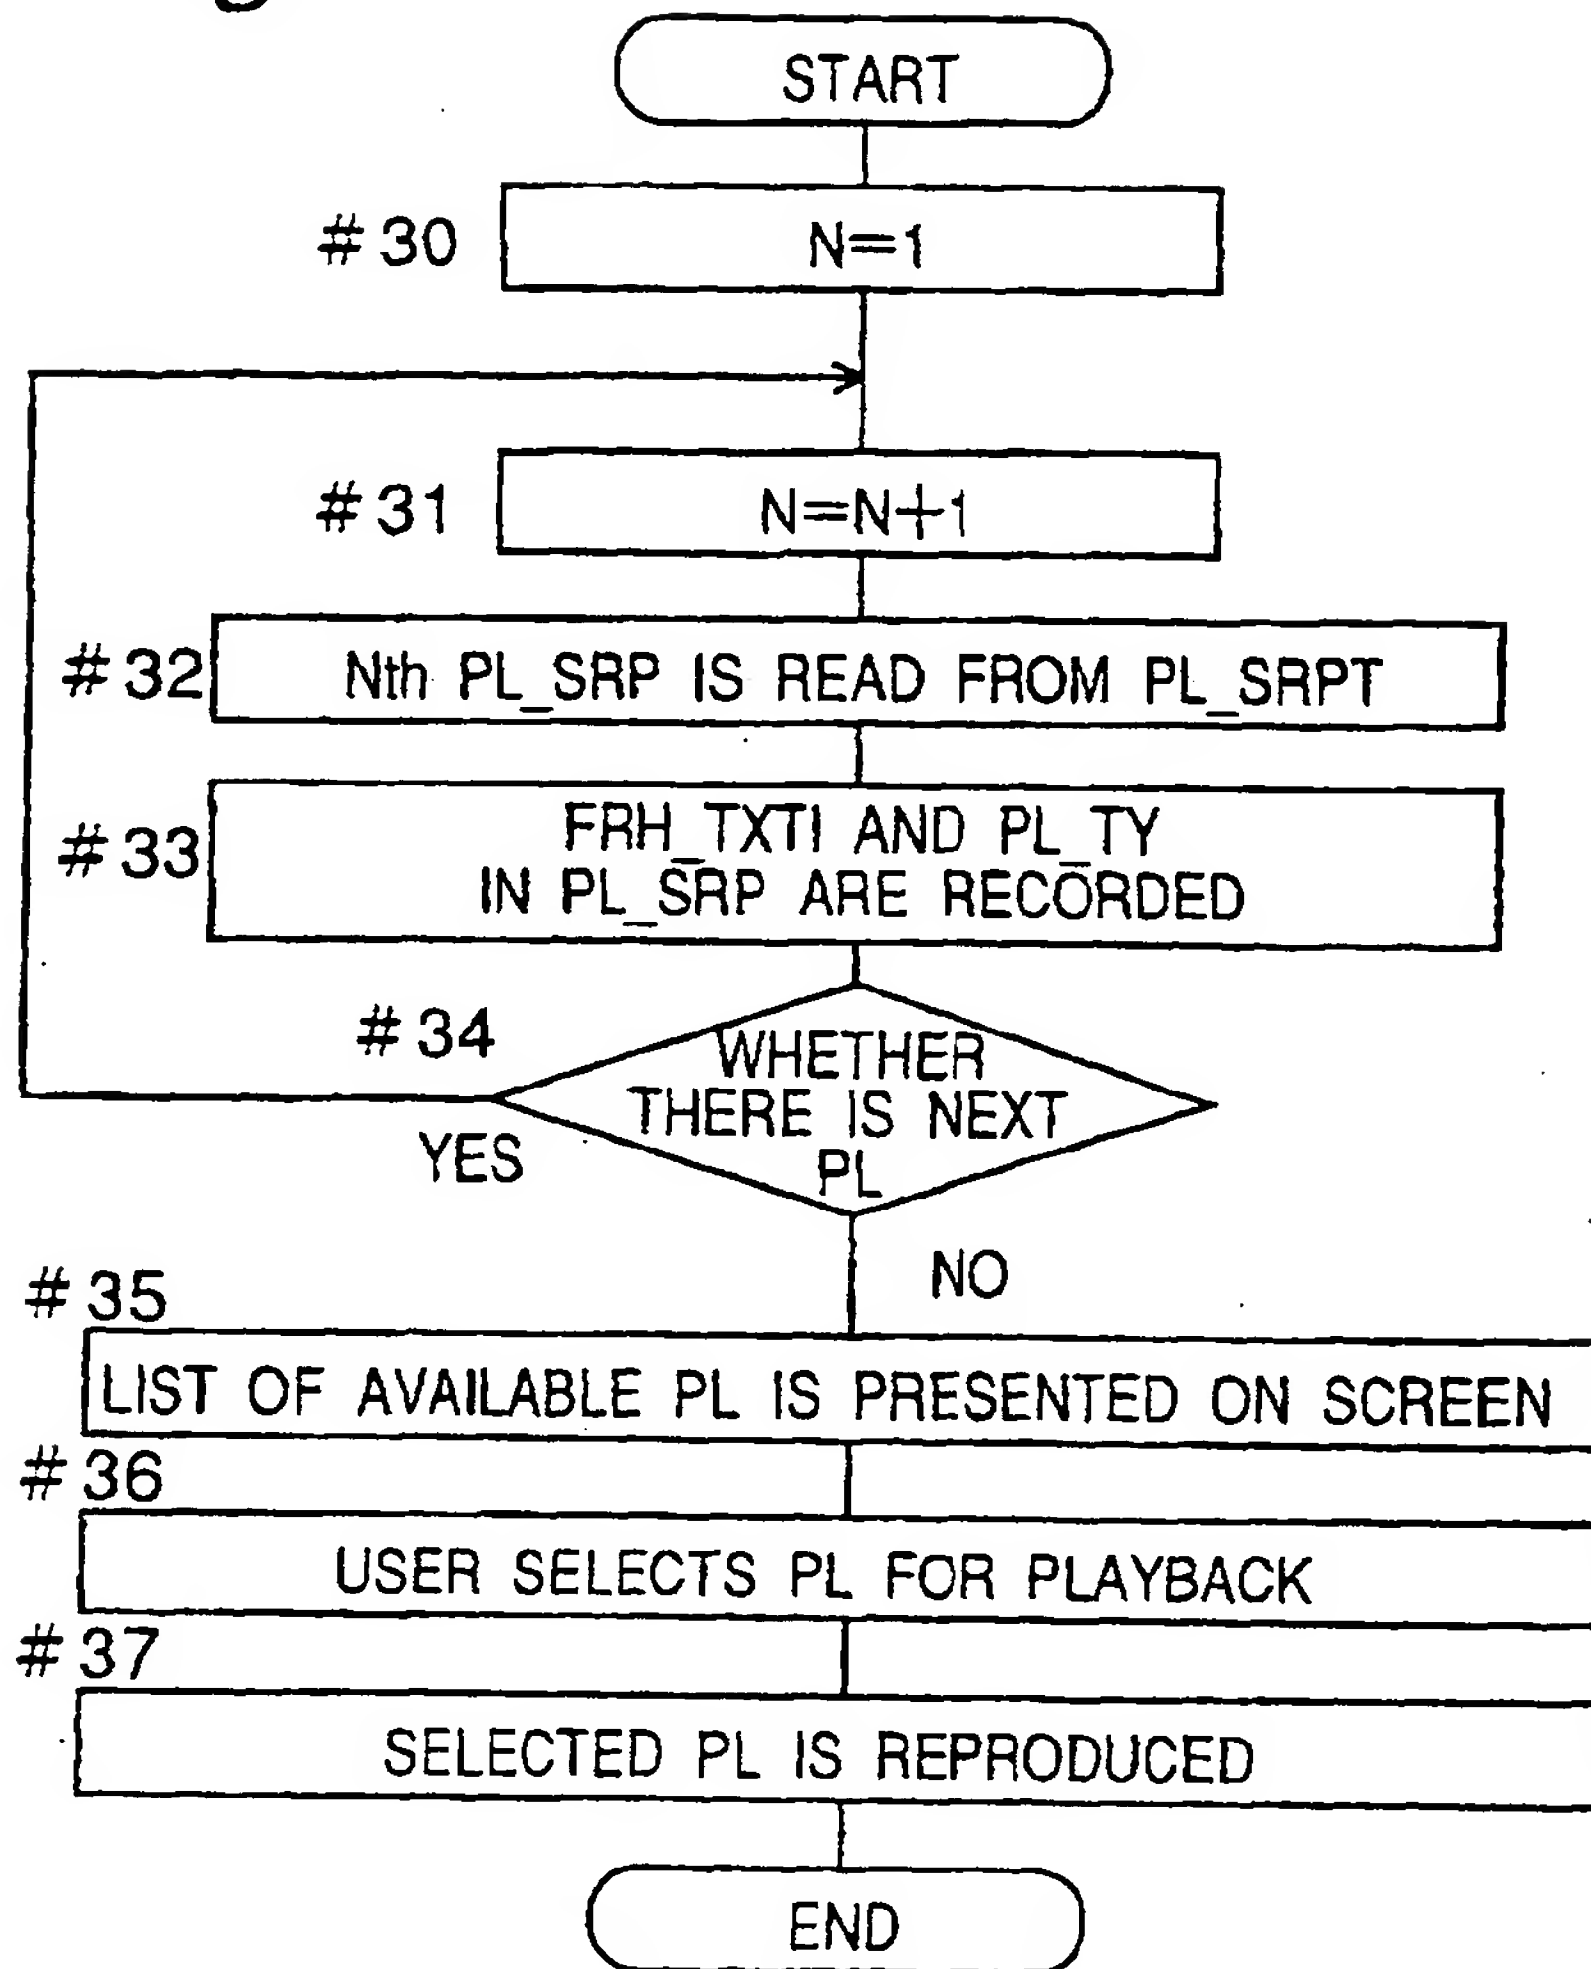 START
#30
N=1
#31
N=N+1
#32
Nth PL_SRP IS READ FROM PL_SRPT
#33
FRH_TXTI AND PL_TY
IN PL_SRP ARE RECORDED
#34
WHETHER
THERE IS NEXT
PL
YES
NO
#35
LIST OF AVAILABLE PL IS PRESENTED ON SCREEN
#36
USER SELECTS PL FOR PLAYBACK
#37
SELECTED PL IS REPRODUCED
END